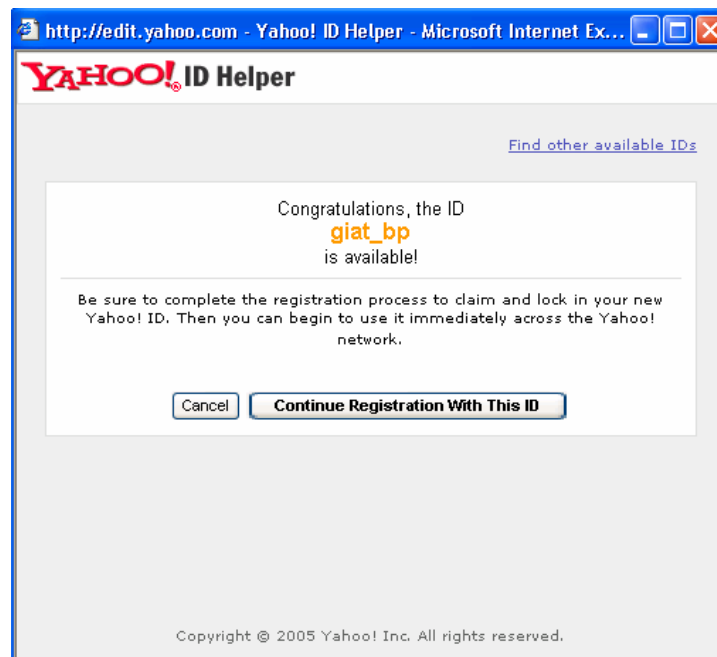 http://edit.yahoo.com - Yahoo! ID Helper - Microsoft Internet Ex...
YAHOO!® ID Helper
Find other available IDs
Congratulations, the ID
giat_bp
is available!
Be sure to complete the registration process to claim and lock in your new
Yahoo! ID. Then you can begin to use it immediately across the Yahoo!
network.
Cancel Continue Registration With This ID
Copyright © 2005 Yahoo! Inc. All rights reserved.